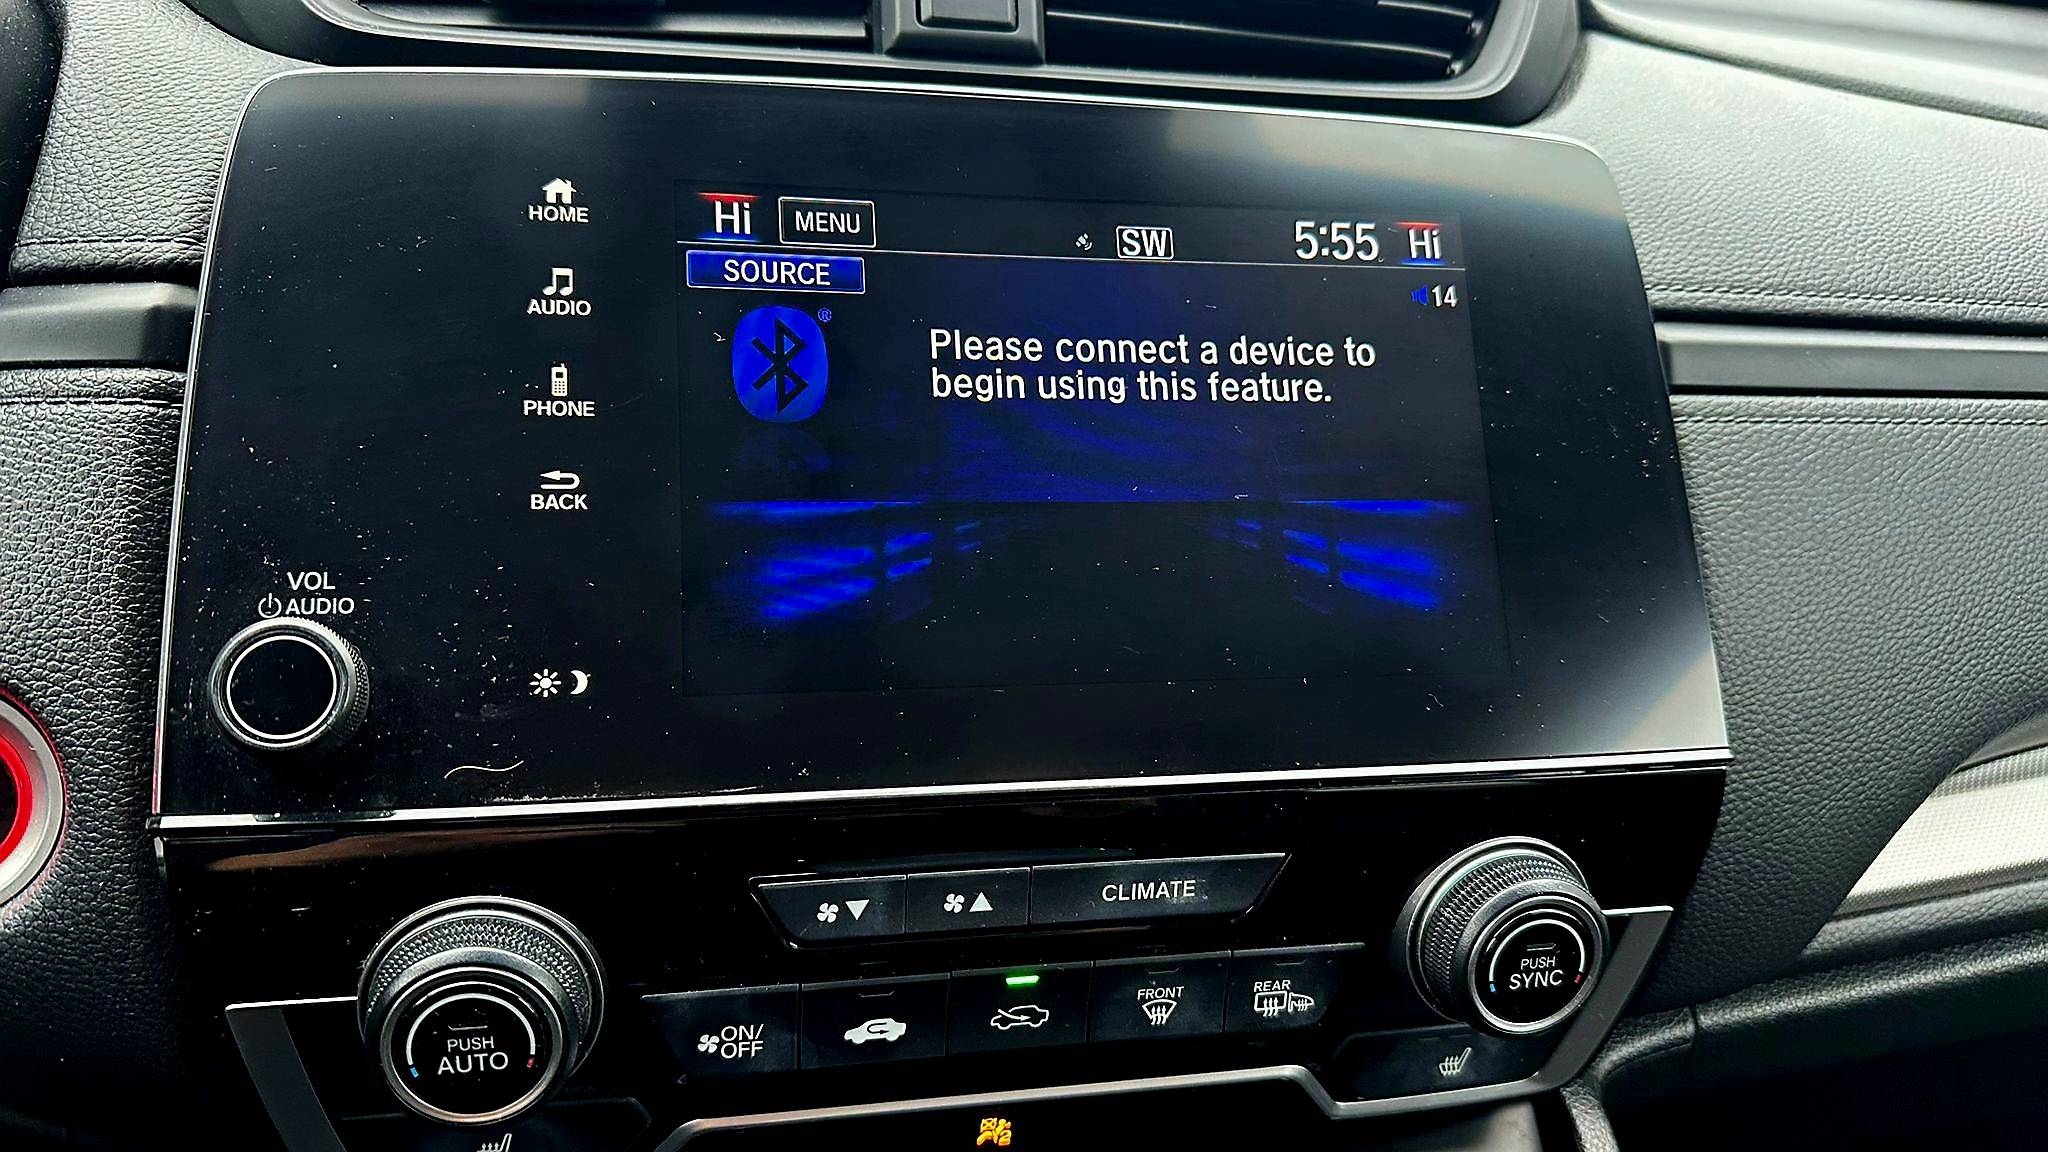 HOME
AUDIO
PHONE
BACK
VOL
AUDIO
Hi
MENU
SW
5:55
Hi
SOURCE
14
®
Please connect a device to
begin using this feature.
CLIMATE
PUSH
AUTO
ON/
OFF
FRONT
REAR
PUSH
SYNC
2